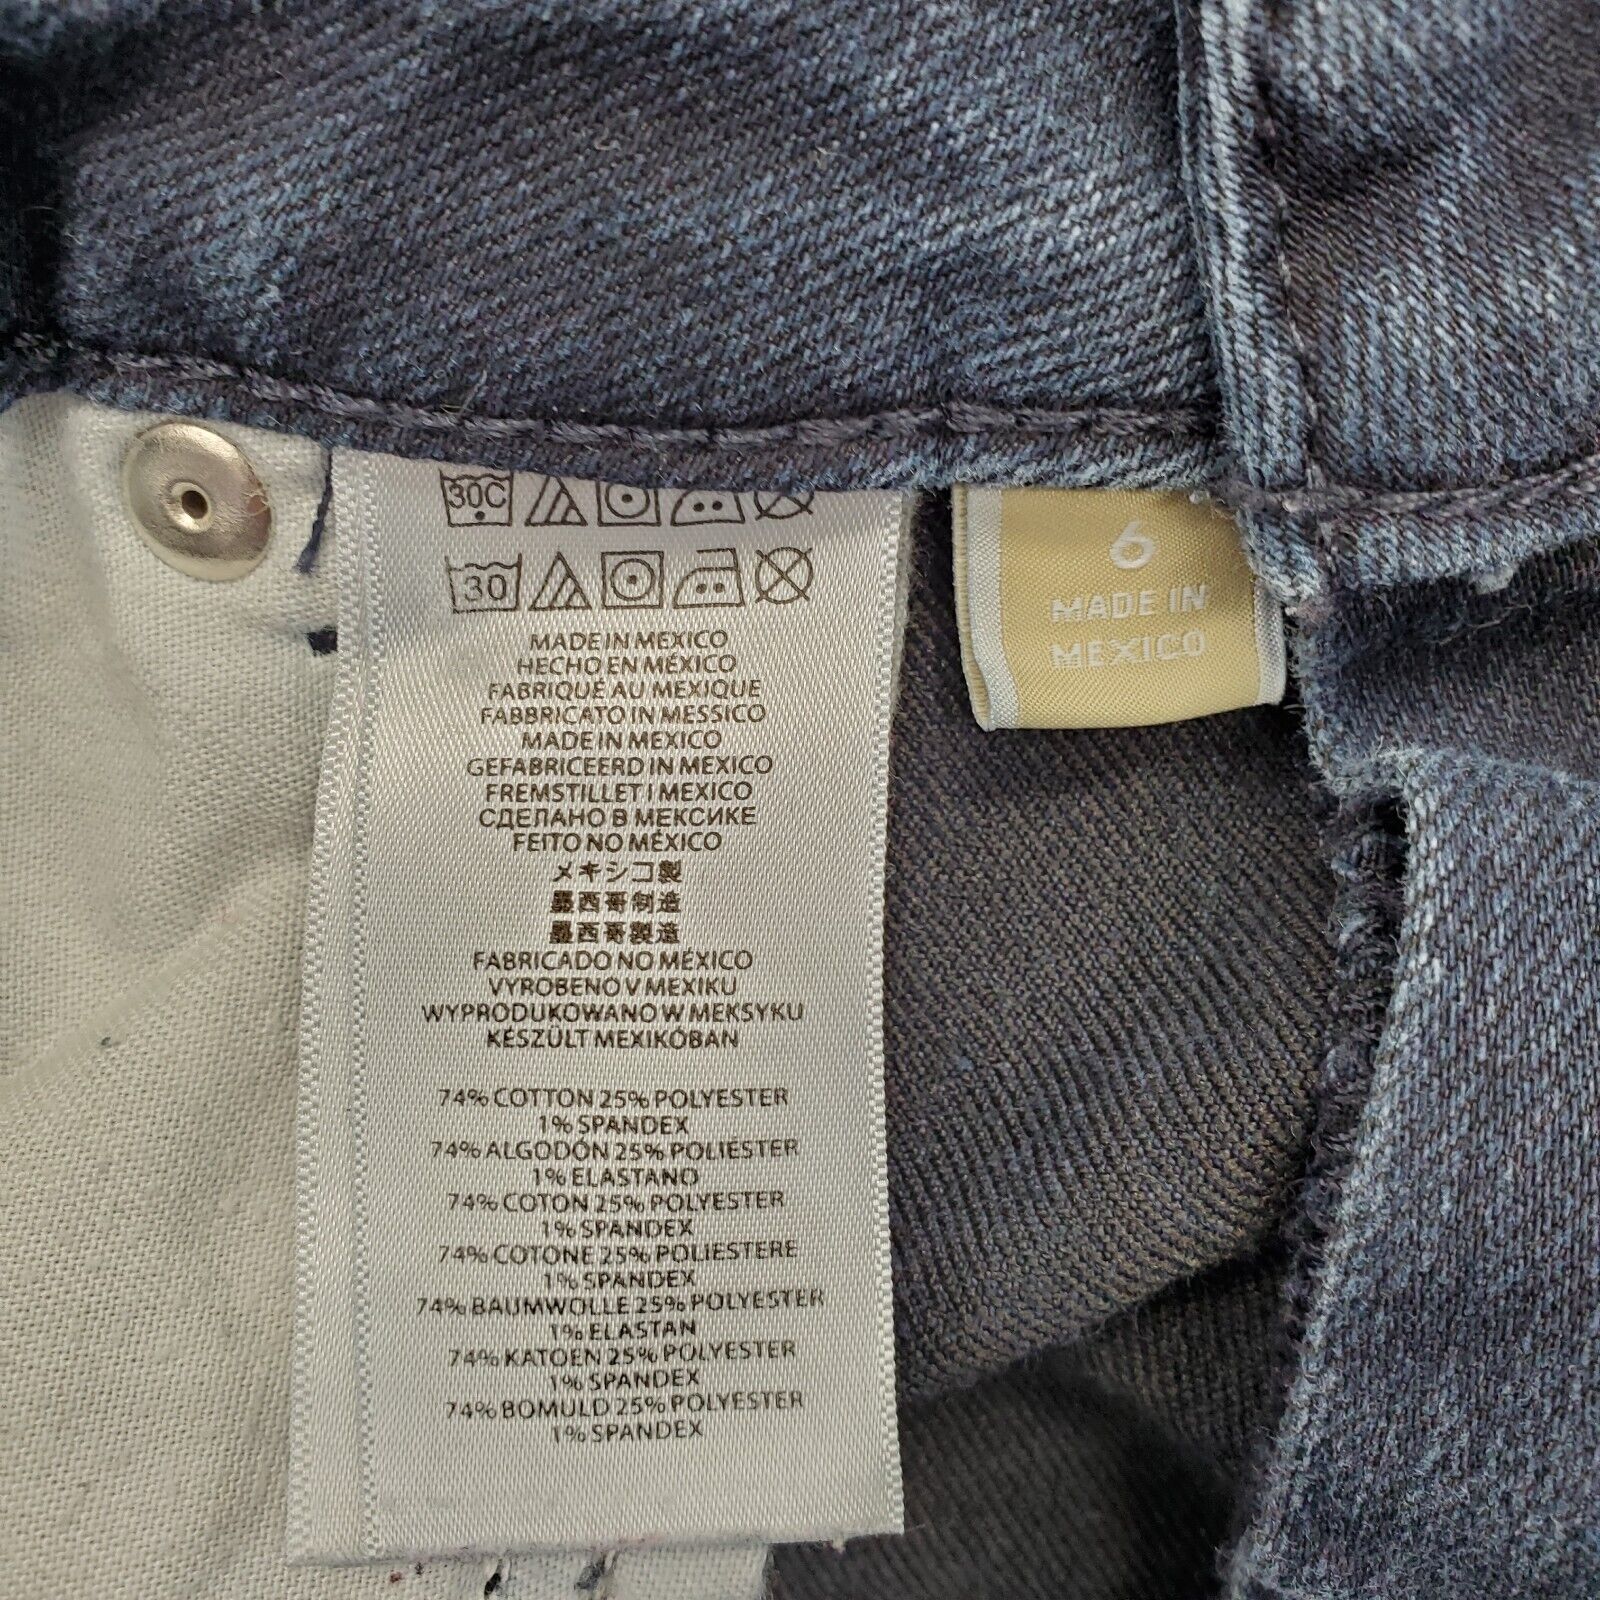 30C
30
MADE IN MEXICO
HECHO EN MÉXICO
FABRIQUÉ AU MEXIQUE
FABBRICATO IN MESSICO
MADE IN MEXICO
GEFABRICEERD IN MEXICO
FREMSTILLET I MEXICO
СДЕЛАНО В МЕКСИКЕ
FEITO NO MÉXICO
メキシコ製
墨西哥制造
墨西哥製造
FABRICADO NO MÉXICO
VYROBENO V MEXIKU
WYPRODUKOWANO W MEKSYKU
KÉSZÜLT MEXIKÓBAN
74% COTTON 25% POLYESTER
1% SPANDEX
74% ALGODÓN 25% POLIÉSTER
1% ELASTANO
74% COTON 25% POLYESTER
1% SPANDEX
74% COTONE 25% POLIESTERE
1% SPANDEX
74% BAUMWOLLE 25% POLYESTER
1% ELASTAN
74% KATOEN 25% POLYESTER
1% SPANDEX
74% BOMULD 25% POLYESTER
1% SPANDEX
6
MADE IN
MEXICO